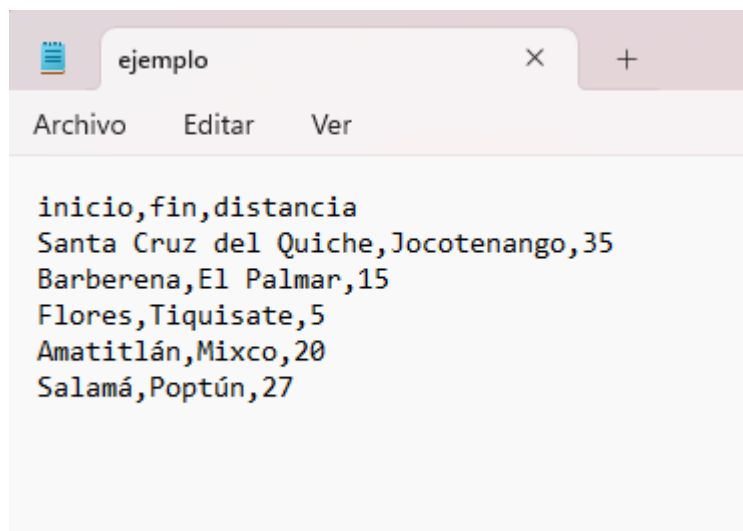 ejemplo
Archivo Editar Ver
inicio,fin,distancia
Santa Cruz del Quiche,Jocotenango,35
Barberena,El Palmar,15
Flores,Tiquisate,5
Amatitlán,Mixco,20
Salamá,Poptún,27